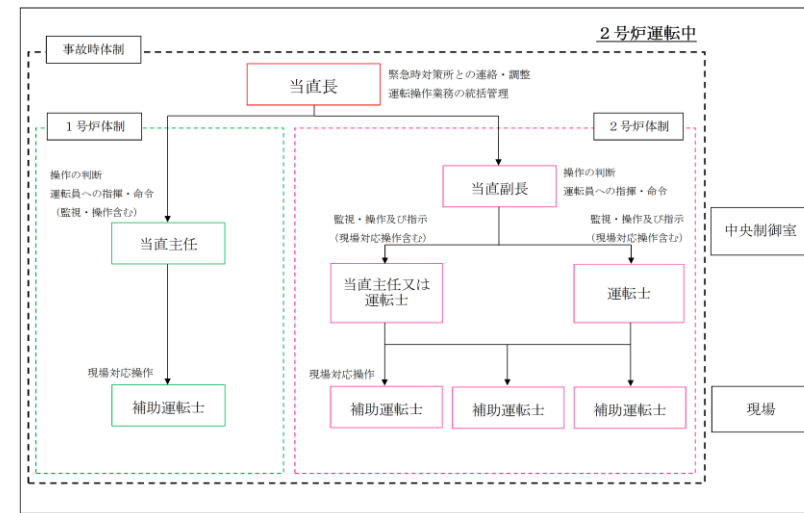 ２号炉運転中
事故時体制
当直長
緊急時対策所との連絡・調整
運転操作業務の統括管理
１号炉体制
２号炉体制
操作の判断
運転員への指揮・命令
（監視・操作含む）
当直主任
当直副長
操作の判断
運転員への指揮・命令
監視・操作及び指示
（現場対応操作含む）
監視・操作及び指示
（現場対応操作含む）
中央制御室
当直主任又は
運転士
運転士
現場対応操作
補助運転士
現場対応操作
補助運転士
補助運転士
補助運転士
現場